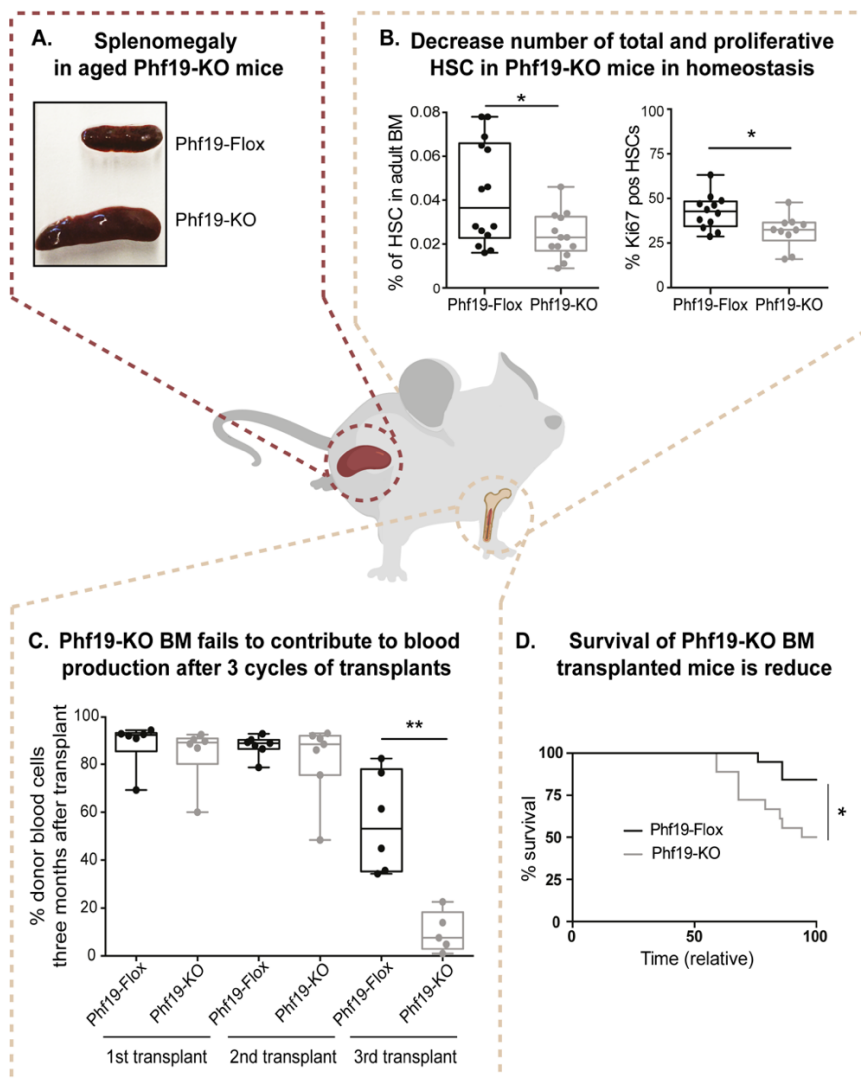 A. Splenomegaly
in aged Phf19-KO mice
Phf19-Flox
Phf19-KO
B. Decrease number of total and proliferative
HSC in Phf19-KO mice in homeostasis
% of HSC in adult BM
0.08
0.06
0.04
0.02
0
*
Phf19-Flox
Phf19-KO
% Ki67 pos HSCs
100
75
50
25
0
*
Phf19-Flox
Phf19-KO
C. Phf19-KO BM fails to contribute to blood
production after 3 cycles of transplants
% donor blood cells
three months after transplant
100
80
60
40
20
0
**
Phf19-Flox
Phf19-KO
Phf19-Flox
Phf19-KO
Phf19-Flox
Phf19-KO
1st transplant
2nd transplant
3rd transplant
D. Survival of Phf19-KO BM
transplanted mice is reduce
% survival
100
75
50
25
0
Phf19-Flox
Phf19-KO
*
0
50
100
Time (relative)